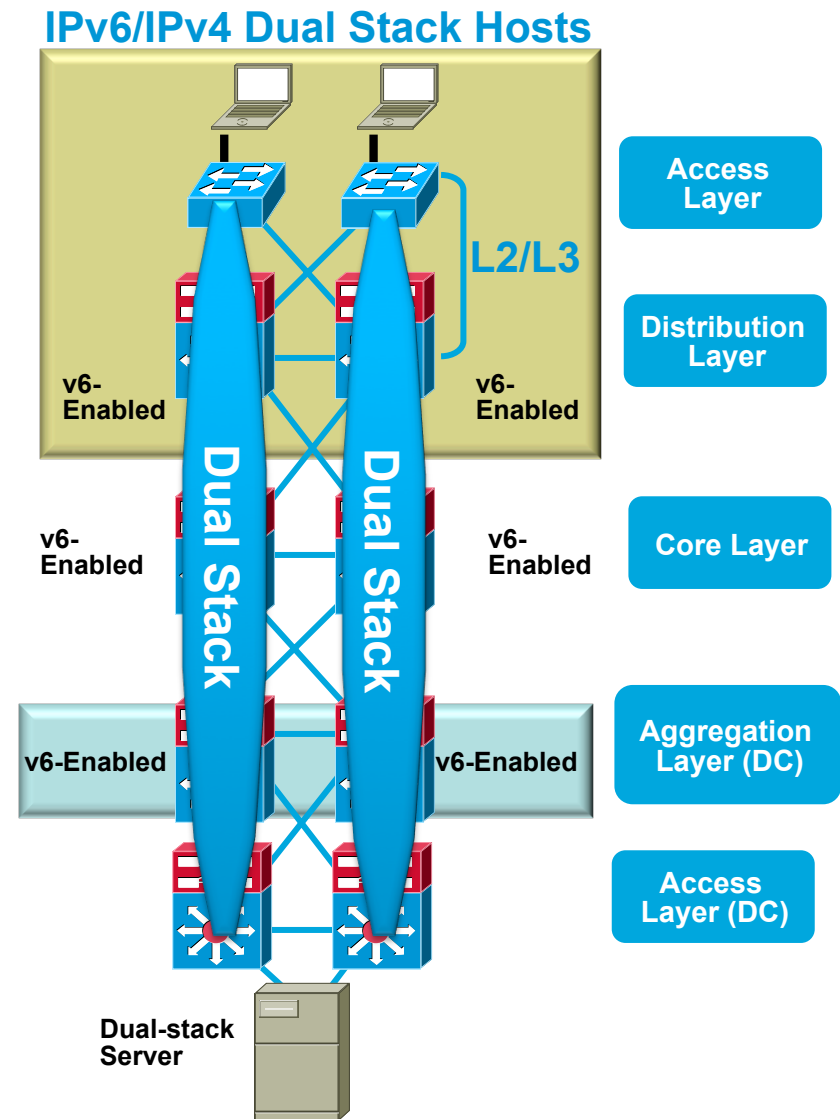 IPv6/IPv4 Dual Stack Hosts
Access
Layer
L2/L3
Distribution
Layer
v6-
Enabled
v6-
Enabled
Dual Stack
Dual Stack
v6-
Enabled
v6-
Enabled
Core Layer
Aggregation
Layer (DC)
v6-Enabled
v6-Enabled
Access
Layer (DC)
Dual-stack
Server